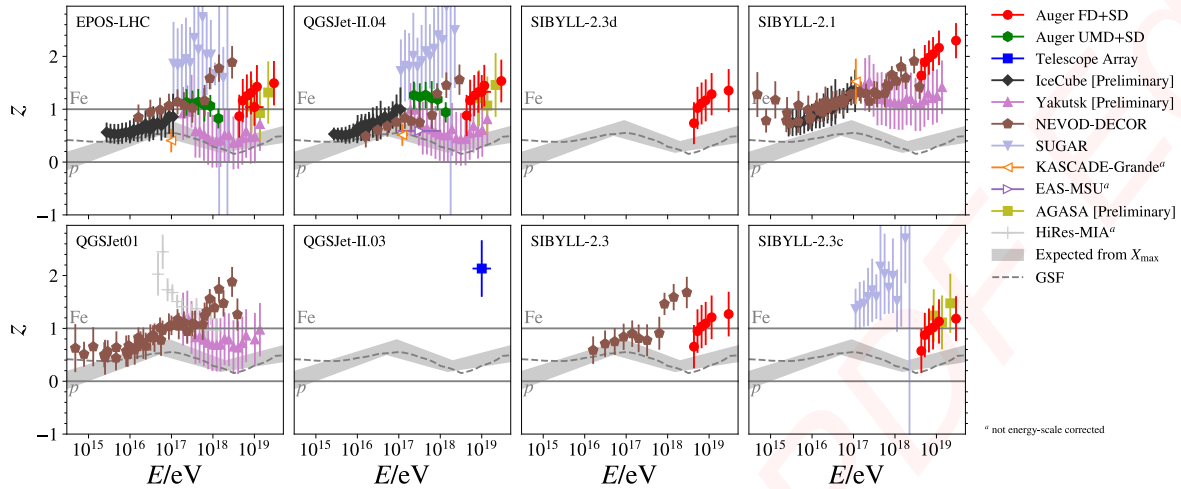 EPOS-LHC
QGSJet-II.04
SIBYLL-2.3d
SIBYLL-2.1
z
2
1
0
−1
Fe
p
Fe
p
Fe
p
Fe
p
QGSJet01
QGSJet-II.03
SIBYLL-2.3
SIBYLL-2.3c
z
2
1
0
−1
Fe
p
Fe
p
Fe
p
Fe
p
10^15 10^16 10^17 10^18 10^19
10^15 10^16 10^17 10^18 10^19
10^15 10^16 10^17 10^18 10^19
10^15 10^16 10^17 10^18 10^19
E/eV
E/eV
E/eV
E/eV
Auger FD+SD
Auger UMD+SD
Telescope Array
IceCube [Preliminary]
Yakutsk [Preliminary]
NEVOD-DECOR
SUGAR
KASCADE-Grande^a
EAS-MSU^a
AGASA [Preliminary]
HiRes-MIA^a
Expected from X_max
GSF
^a not energy-scale corrected